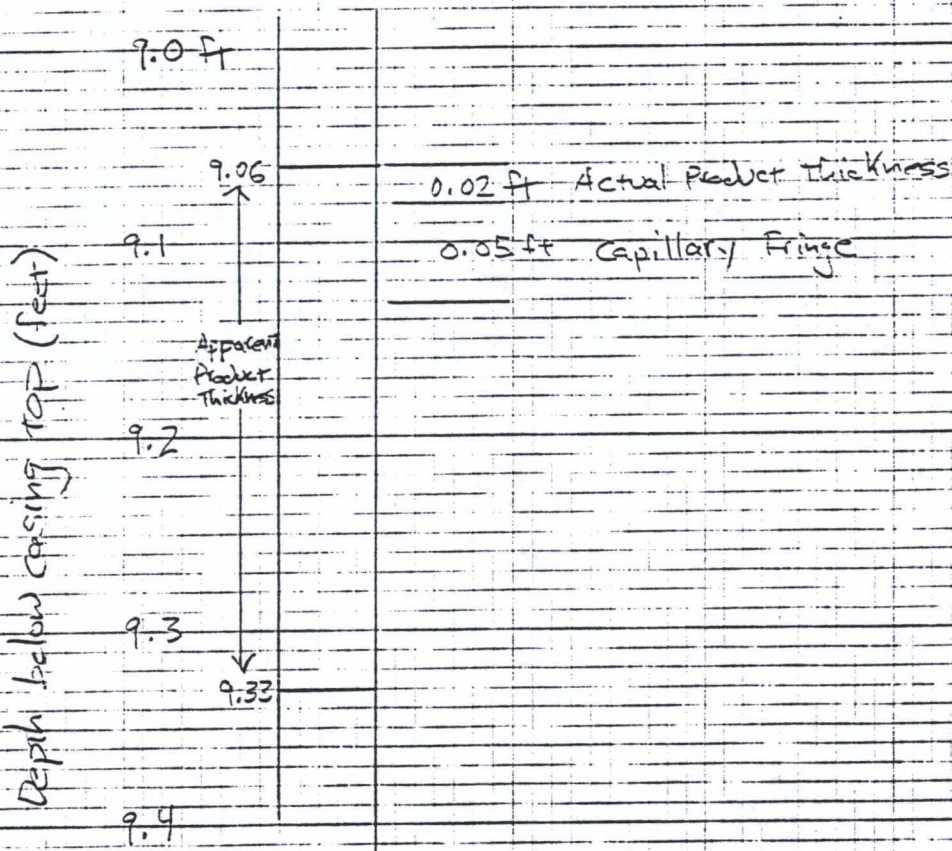 9.0 ft
9.06
0.02 ft Actual Product Thickness
9.1
0.05 ft Capillary Fringe
Depth below casing top (feet)
Apparent
Product
Thickness
9.2
9.3
9.33
9.4